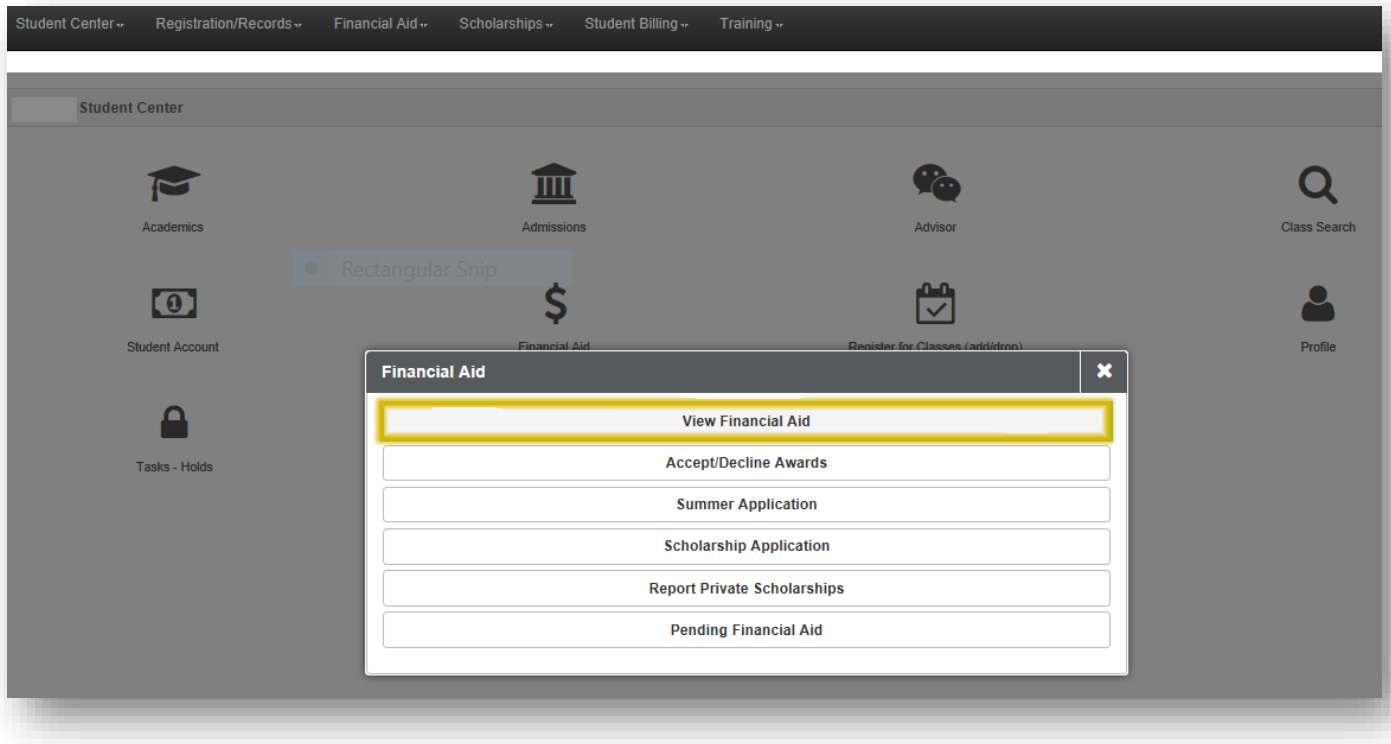 Student Center Registration/Records Financial Aid Scholarships Student Billing Training
Student Center
Academics Admissions Advisor Class Search
Rectangular Snip
1
$
Student Account Financial Aid Register for Classes (add/drop) Profile
Financial Aid
View Financial Aid
Tasks - Holds
Accept/Decline Awards
Summer Application
Scholarship Application
Report Private Scholarships
Pending Financial Aid